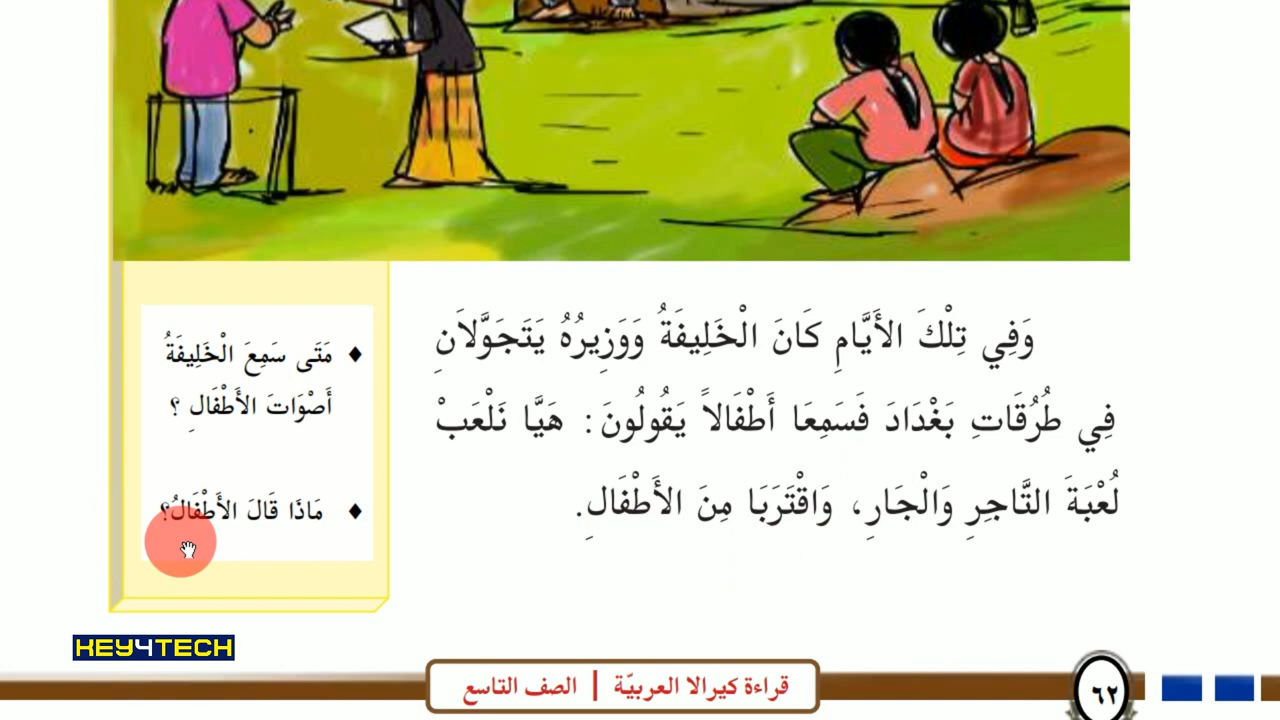 وَفِي تِلْكَ الأَيَّامِ كَانَ الْخَلِيفَةُ وَوَزِيرُهُ يَتَجَوَّلاَنِ
فِي طُرُقَاتِ بَغْدَادَ فَسَمِعَا أَطْفَالاً يَقُولُونَ: هَيَّا نَلْعَبْ
لُعْبَةَ التَّاجِرِ وَالْجَارِ، وَاقْتَرَبَا مِنَ الأَطْفَالِ.
♦ مَتَى سَمِعَ الْخَلِيفَةُ
أَصْوَاتَ الأَطْفَالِ ؟
♦ مَاذَا قَالَ الأَطْفَالُ؟
KEY4TECH
قراءة كيرالا العربيّة | الصف التاسع
٦٢